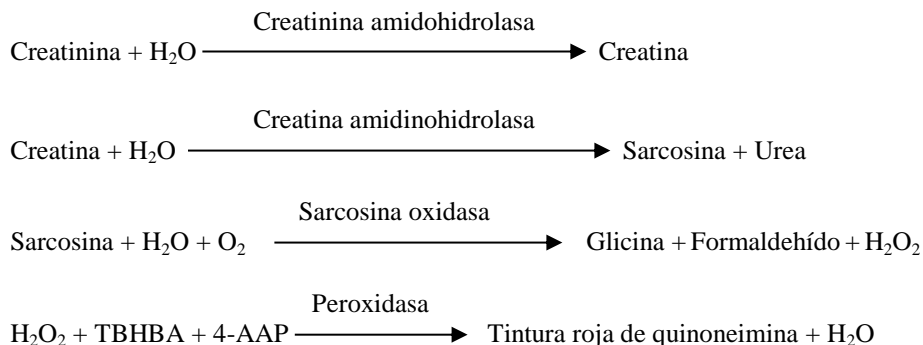 Creatinina amidohidrolasa
Creatinina + H₂O Creatina
Creatina amidinohidrolasa
Creatina + H₂O Sarcosina + Urea
Sarcosina oxidasa
Sarcosina + H₂O + O₂ Glicina + Formaldehído + H₂O₂
Peroxidasa
H₂O₂ + TBHBA + 4-AAP Tintura roja de quinoneimina + H₂O